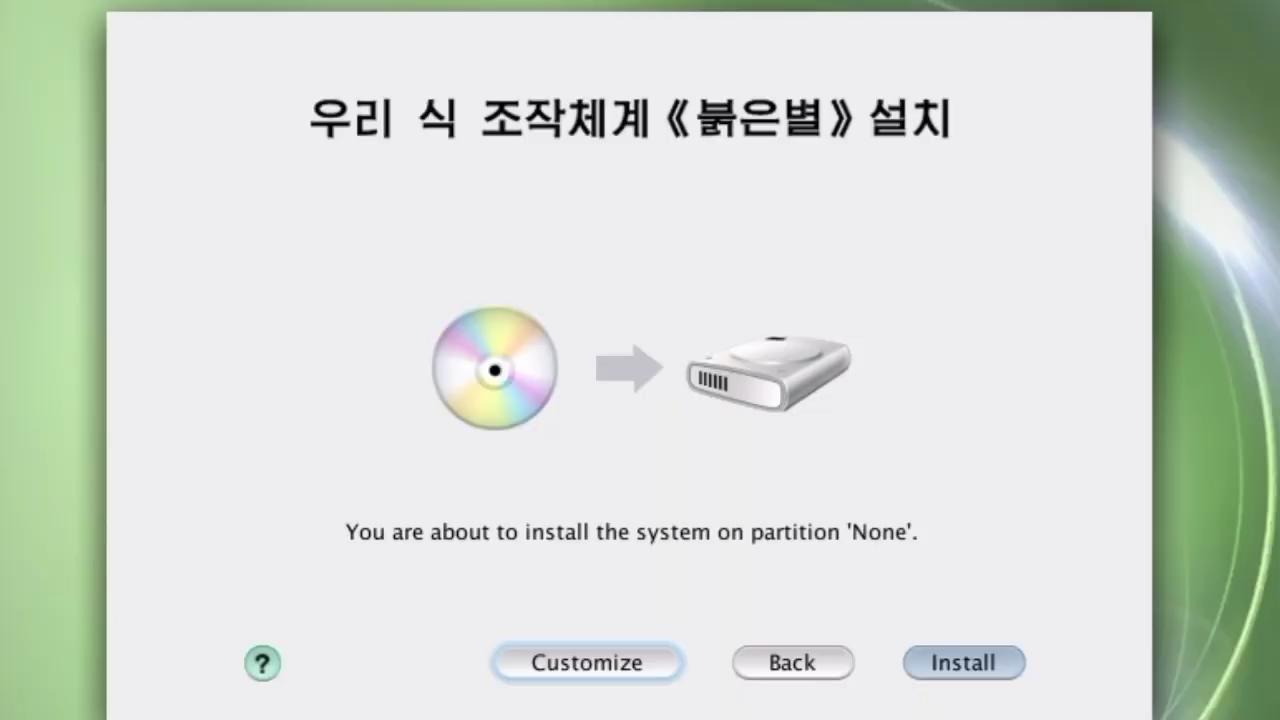 우리 식 조작체계《붉은별》설치
You are about to install the system on partition 'None'.
?
Customize
Back
Install